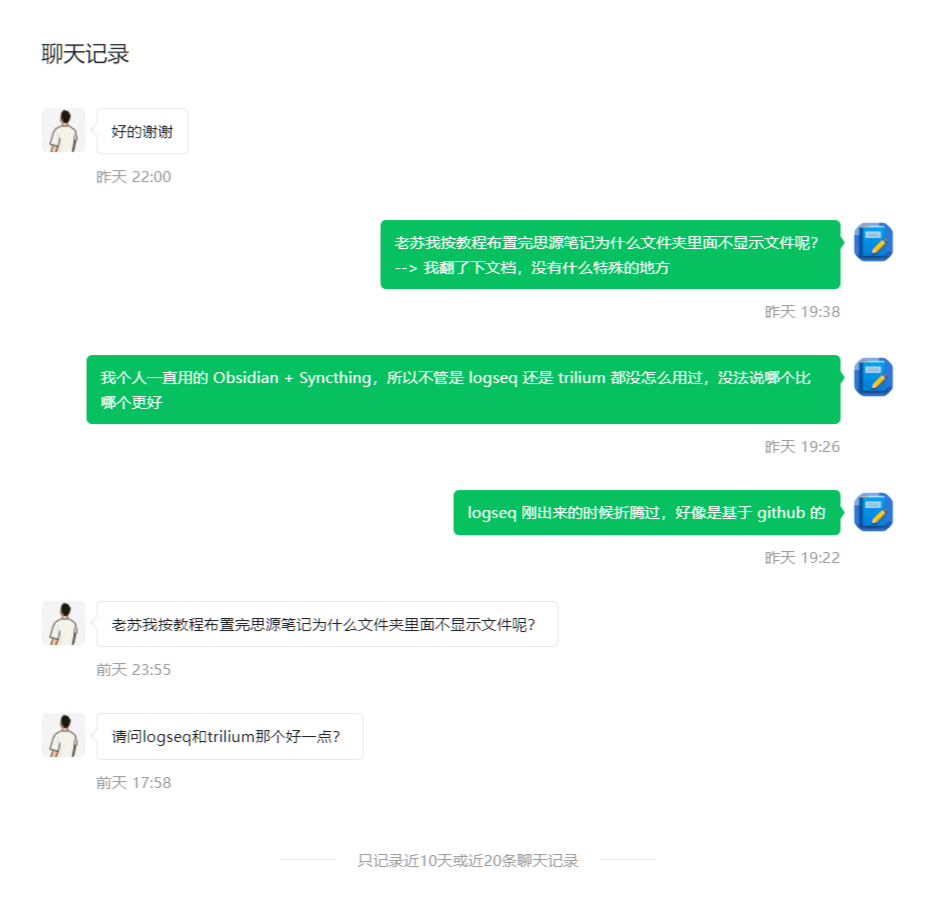 聊天记录
好的谢谢
昨天 22:00
老苏我按教程布置完思源笔记为什么文件夹里面不显示文件呢?
--> 我翻了下文档，没有什么特殊的地方
昨天 19:38
我个人一直用的 Obsidian + Syncthing，所以不管是 logseq 还是 trilium 都没怎么用过，没法说哪个比
哪个更好
昨天 19:26
logseq 刚出来的时候折腾过，好像是基于 github 的
昨天 19:22
老苏我按教程布置完思源笔记为什么文件夹里面不显示文件呢?
前天 23:55
请问logseq和trilium那个好一点?
前天 17:58
只记录近10天或近20条聊天记录